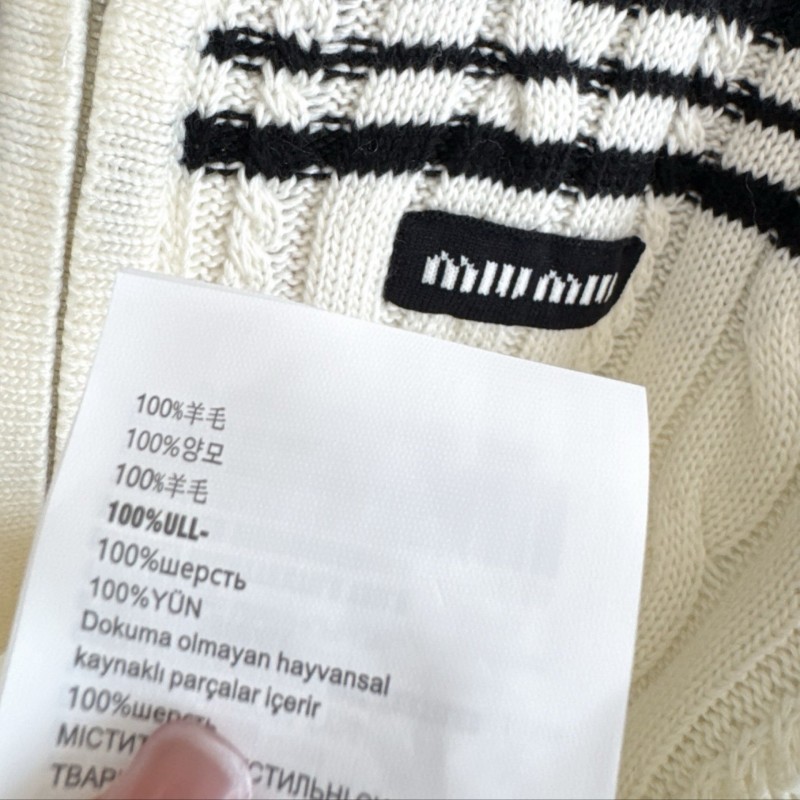 miu miu
100%羊毛
100%양모
100%羊毛
100%ULL-
100%шерсть
100%YÜN
Dokuma olmayan hayvansal
kaynaklı parçalar içerir
100%шерсть